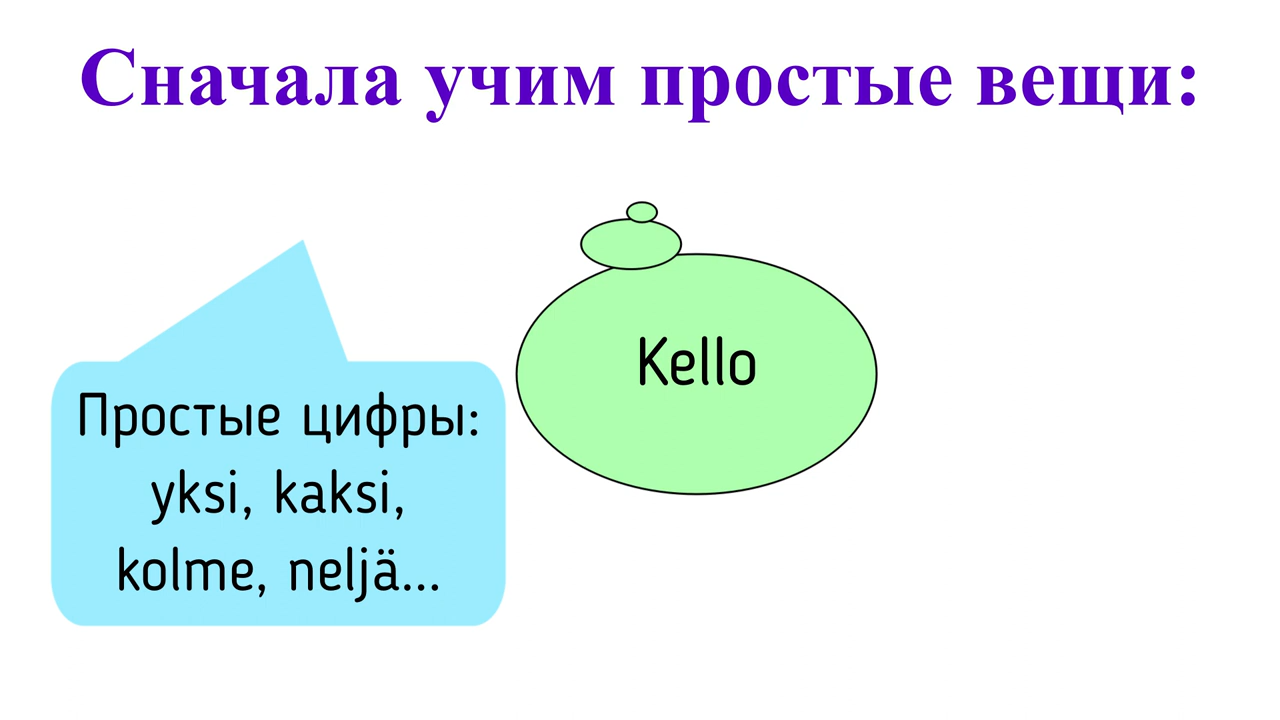 Сначала учим простые вещи:
Kello
Простые цифры:
yksi, kaksi,
kolme, neljä...